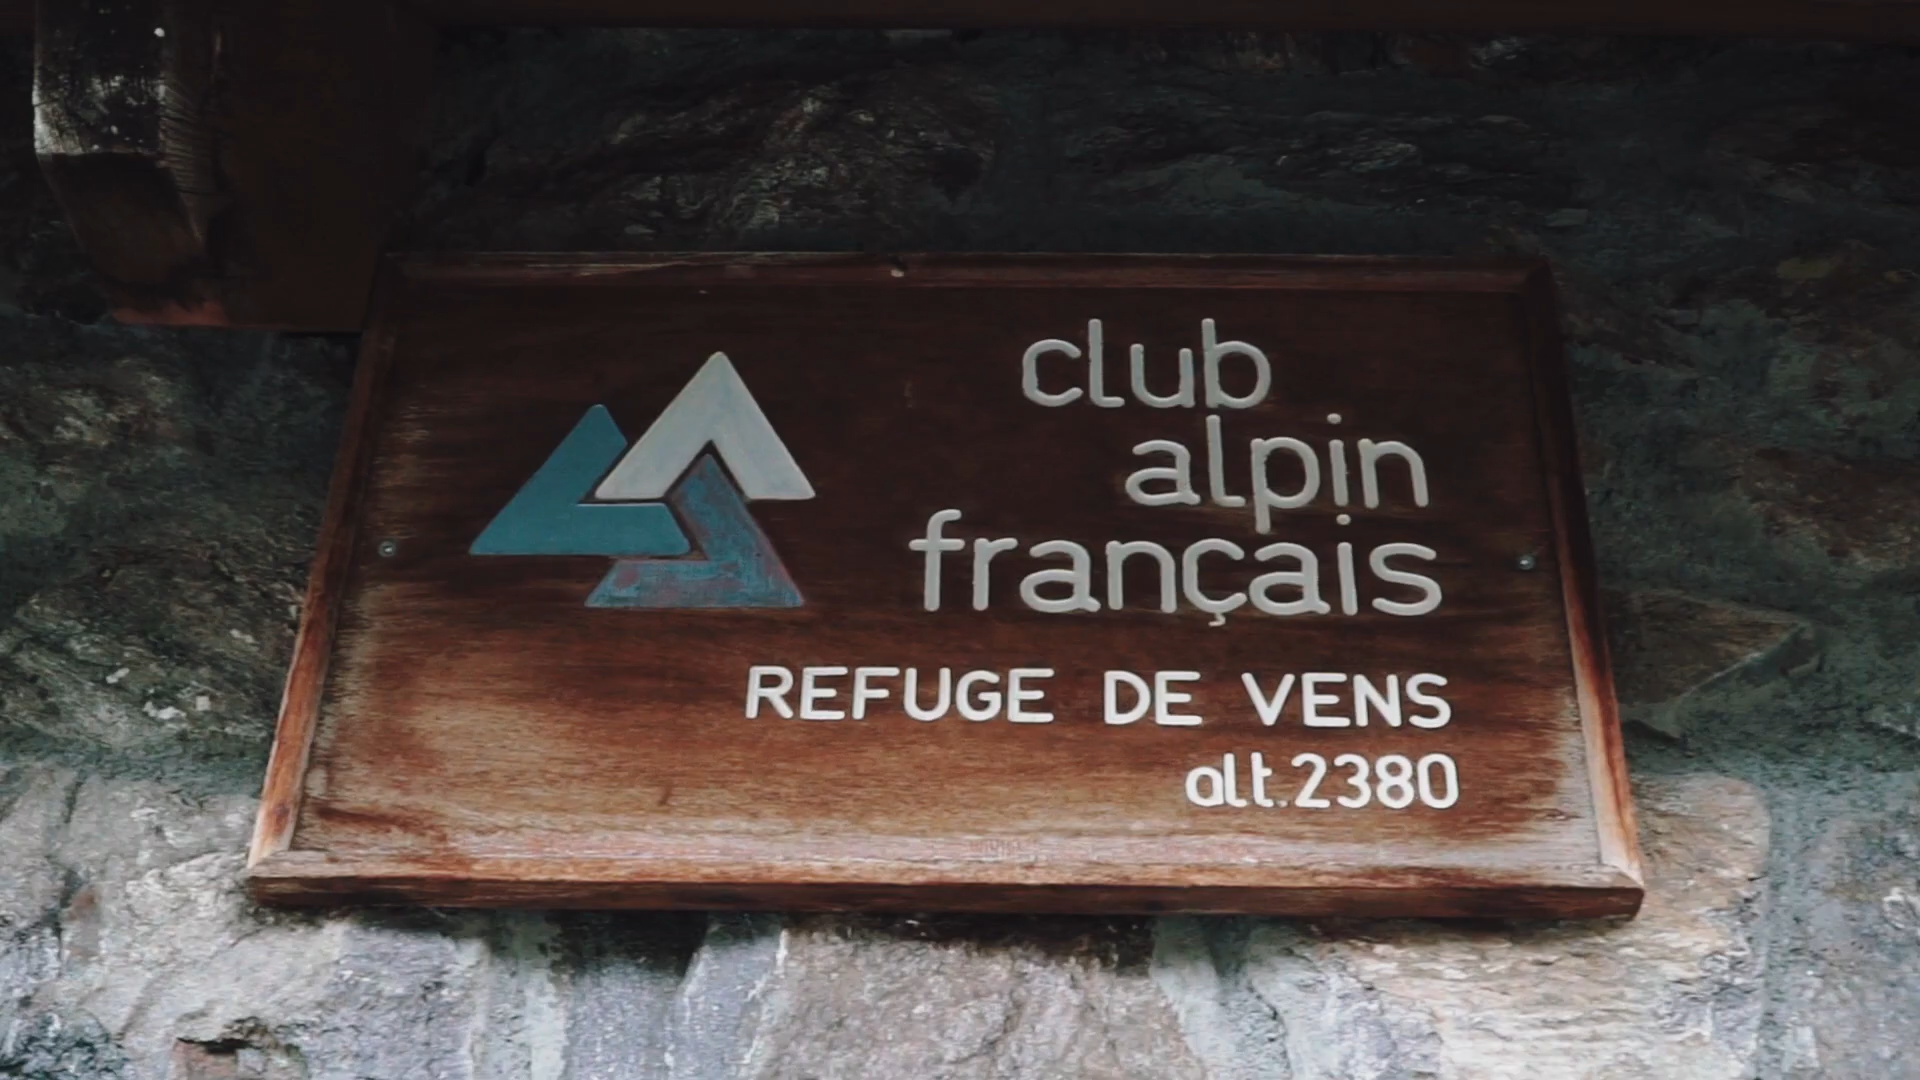 club
alpin
français
REFUGE DE VENS
alt.2380